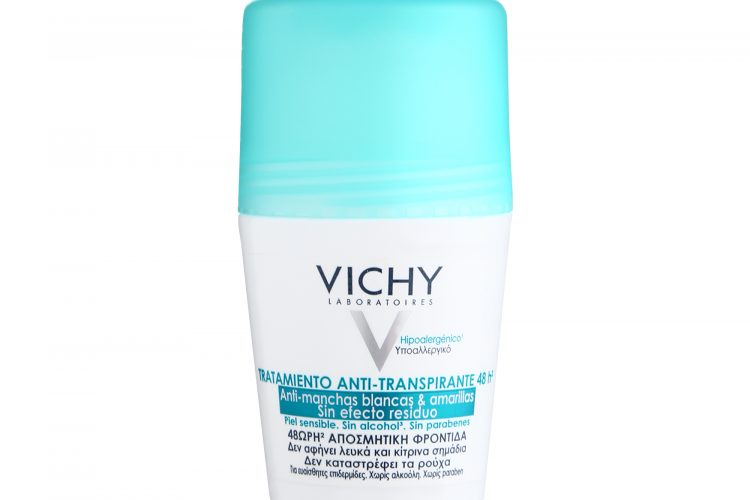 VICHY
LABORATOIRES
Hipoalergénico¹
Υποαλλεργικό
TRATAMIENTO ANTI-TRANSPIRANTE 48 h²
Anti-manchas blancas & amarillas
Sin efecto residuo
Piel sensible. Sin alcohol³. Sin parabenes
48ΩΡΗ² ΑΠΟΣΜΗΤΙΚΗ ΦΡΟΝΤΙΔΑ
Δεν αφήνει λευκά και κίτρινα σημάδια
Δεν καταστρέφει τα ρούχα
Για ευαίσθητες επιδερμίδες. Χωρίς αλκοόλη. Χωρίς paraben